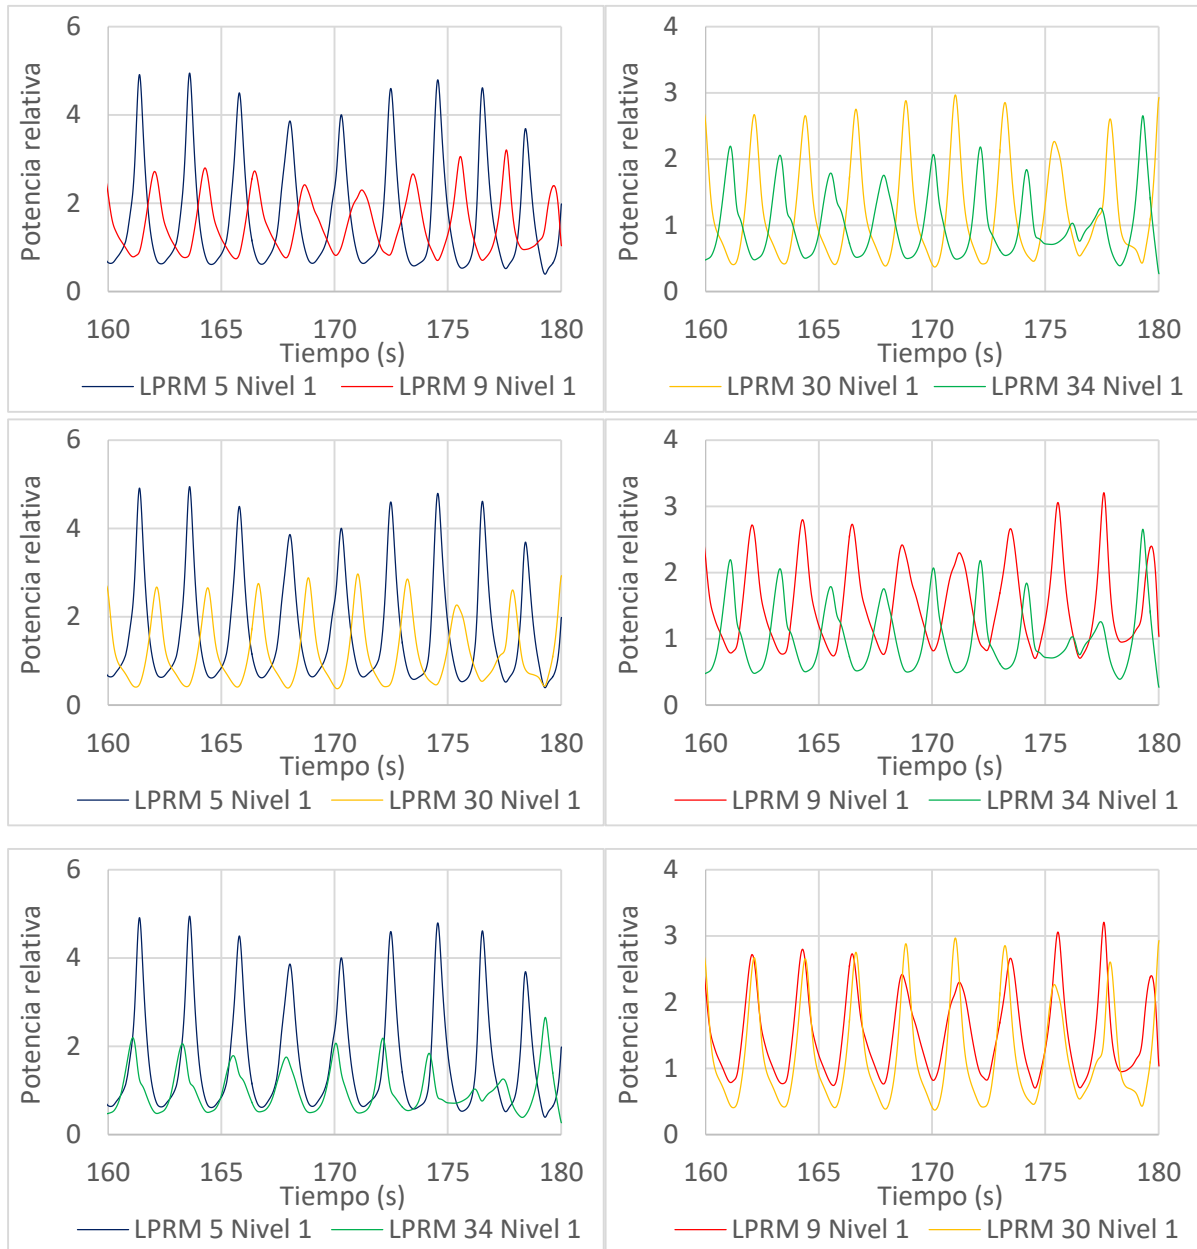 6
4
2
0
Potencia relativa
160 165 170 175 180
Tiempo (s)
LPRM 5 Nivel 1 LPRM 9 Nivel 1
4
3
2
1
0
Potencia relativa
160 165 170 175 180
Tiempo (s)
LPRM 30 Nivel 1 LPRM 34 Nivel 1
6
4
2
0
Potencia relativa
160 165 170 175 180
Tiempo (s)
LPRM 5 Nivel 1 LPRM 30 Nivel 1
4
3
2
1
0
Potencia relativa
160 165 170 175 180
Tiempo (s)
LPRM 9 Nivel 1 LPRM 34 Nivel 1
6
4
2
0
Potencia relativa
160 165 170 175 180
Tiempo (s)
LPRM 5 Nivel 1 LPRM 34 Nivel 1
4
3
2
1
0
Potencia relativa
160 165 170 175 180
Tiempo (s)
LPRM 9 Nivel 1 LPRM 30 Nivel 1